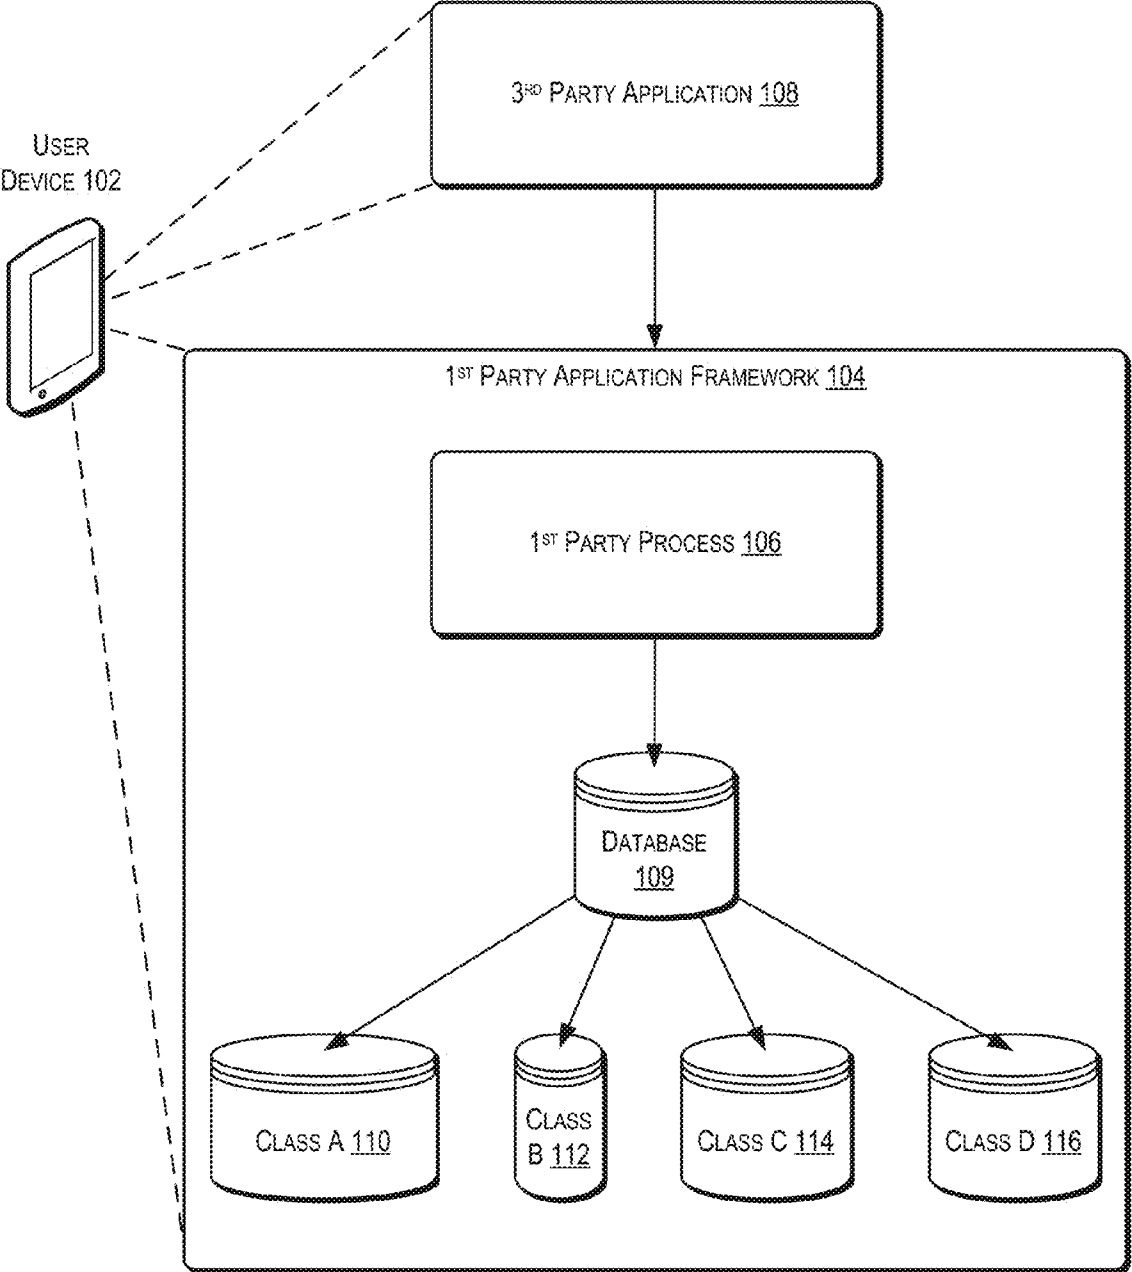 3RD PARTY APPLICATION 108
USER
DEVICE 102
1ST PARTY APPLICATION FRAMEWORK 104
1ST PARTY PROCESS 106
DATABASE
109
CLASS A 110
CLASS
B 112
CLASS C 114
CLASS D 116